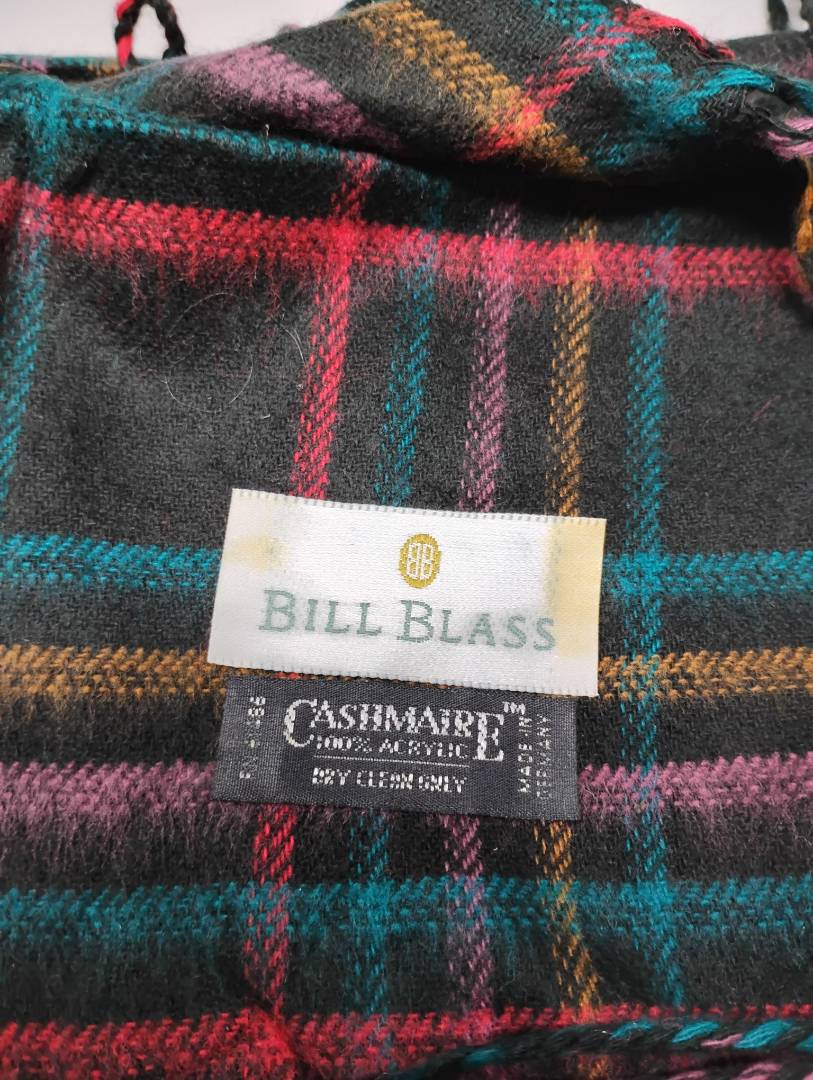 BB
BILL BLASS
CASHMAIRE™
100% ACRYLIC
DRY CLEAN ONLY
MADE IN
GERMANY